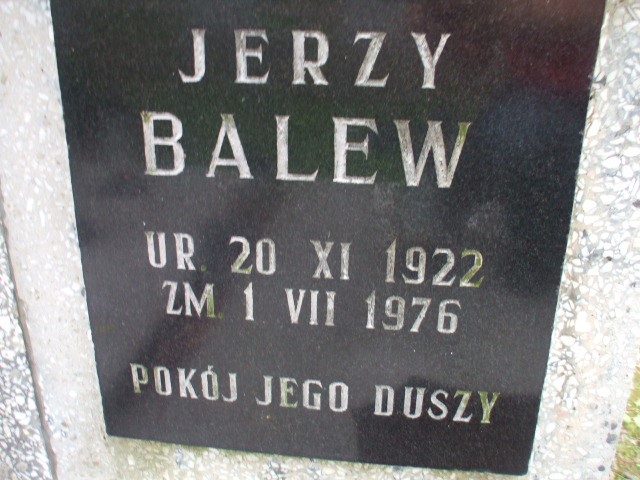 JERZY
BALEW
UR. 20 XI 1922
ZM. 1 VII 1976
POKÓJ JEGO DUSZY